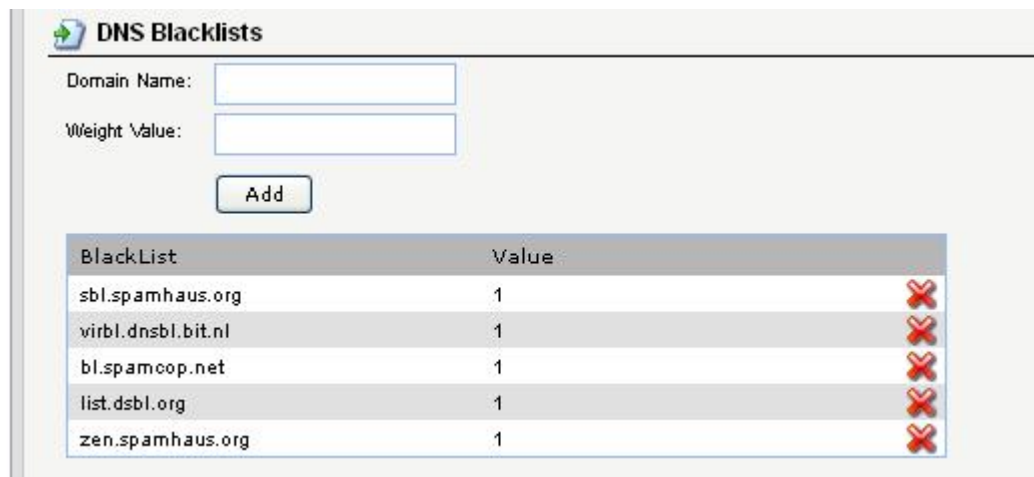 DNS Blacklists
Domain Name:
Weight Value:
Add
BlackList Value
sbl.spamhaus.org 1
virbl.dnsbl.bit.nl 1
bl.spamcop.net 1
list.dsbl.org 1
zen.spamhaus.org 1